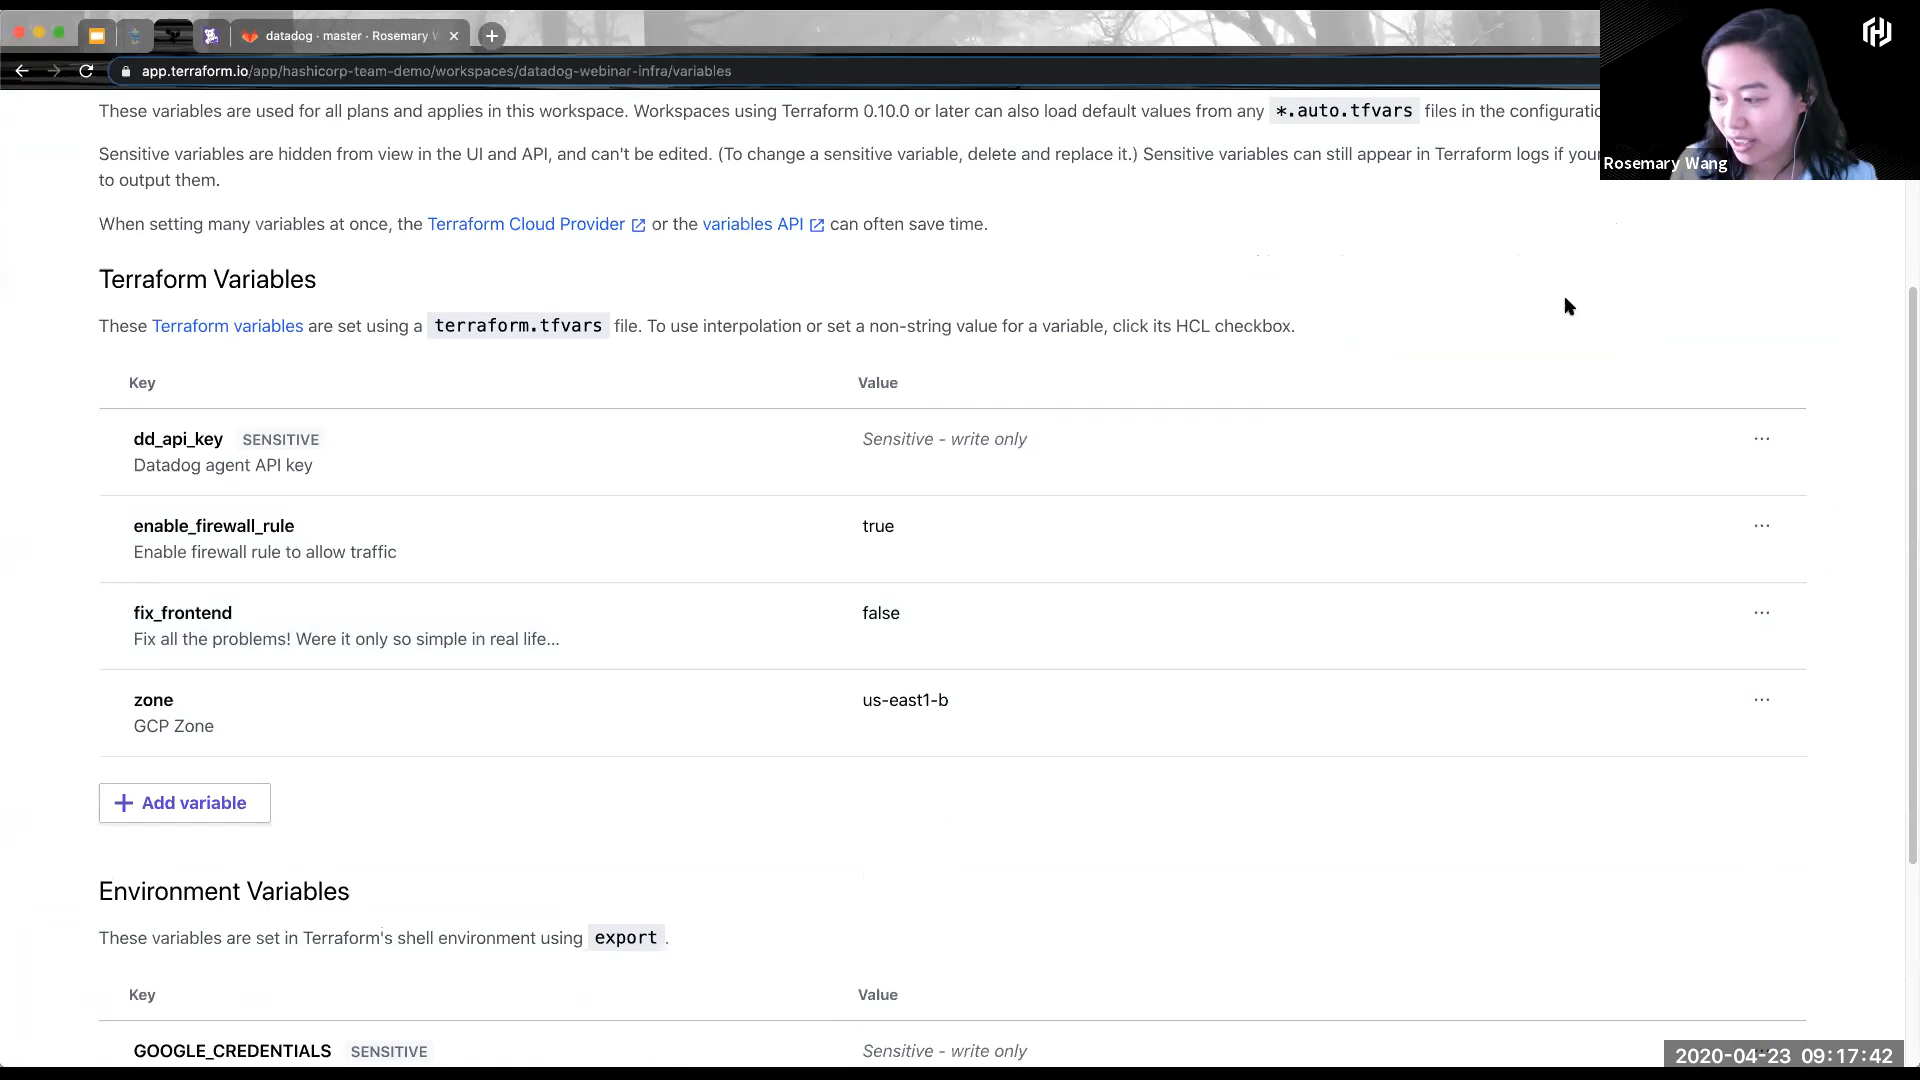 datadog · master · Rosemary W
app.terraform.io/app/hashicorp-team-demo/workspaces/datadog-webinar-infra/variables
Rosemary Wang
These variables are used for all plans and applies in this workspace. Workspaces using Terraform 0.10.0 or later can also load default values from any *.auto.tfvars files in the configuratio
Sensitive variables are hidden from view in the UI and API, and can't be edited. (To change a sensitive variable, delete and replace it.) Sensitive variables can still appear in Terraform logs if your
to output them.
When setting many variables at once, the Terraform Cloud Provider or the variables API can often save time.
Terraform Variables
These Terraform variables are set using a terraform.tfvars file. To use interpolation or set a non-string value for a variable, click its HCL checkbox.
Key Value
dd_api_key SENSITIVE Sensitive - write only ...
Datadog agent API key
enable_firewall_rule true ...
Enable firewall rule to allow traffic
fix_frontend false ...
Fix all the problems! Were it only so simple in real life...
zone us-east1-b ...
GCP Zone
+ Add variable
Environment Variables
These variables are set in Terraform's shell environment using export.
Key Value
GOOGLE_CREDENTIALS SENSITIVE Sensitive - write only
2020-04-23 09:17:42